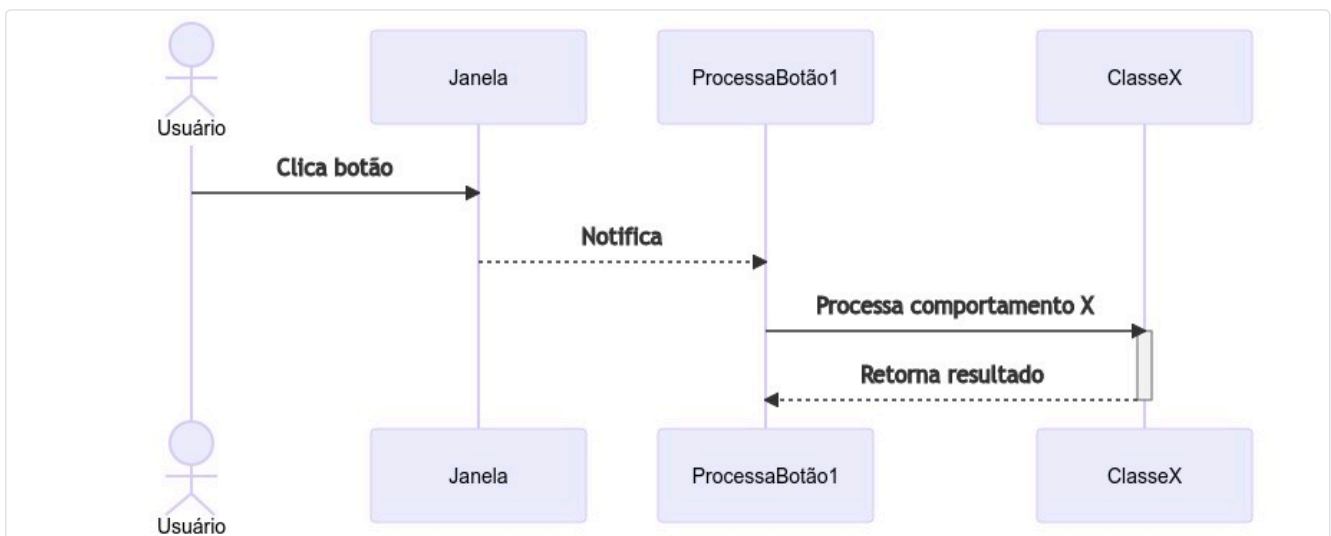 Usuário
Janela
ProcessaBotão1
ClasseX
Clica botão
Notifica
Processa comportamento X
Retorna resultado
Usuário
Janela
ProcessaBotão1
ClasseX